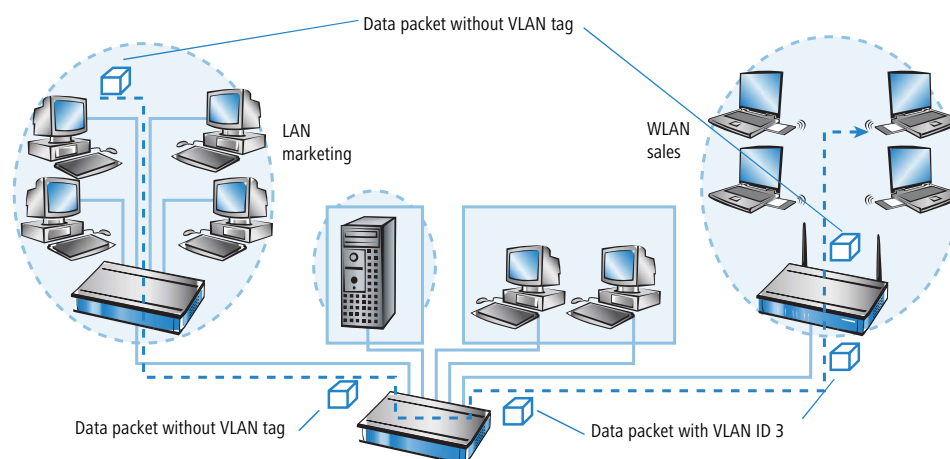 Data packet without VLAN tag
LAN
marketing
WLAN
sales
Data packet without VLAN tag
Data packet with VLAN ID 3